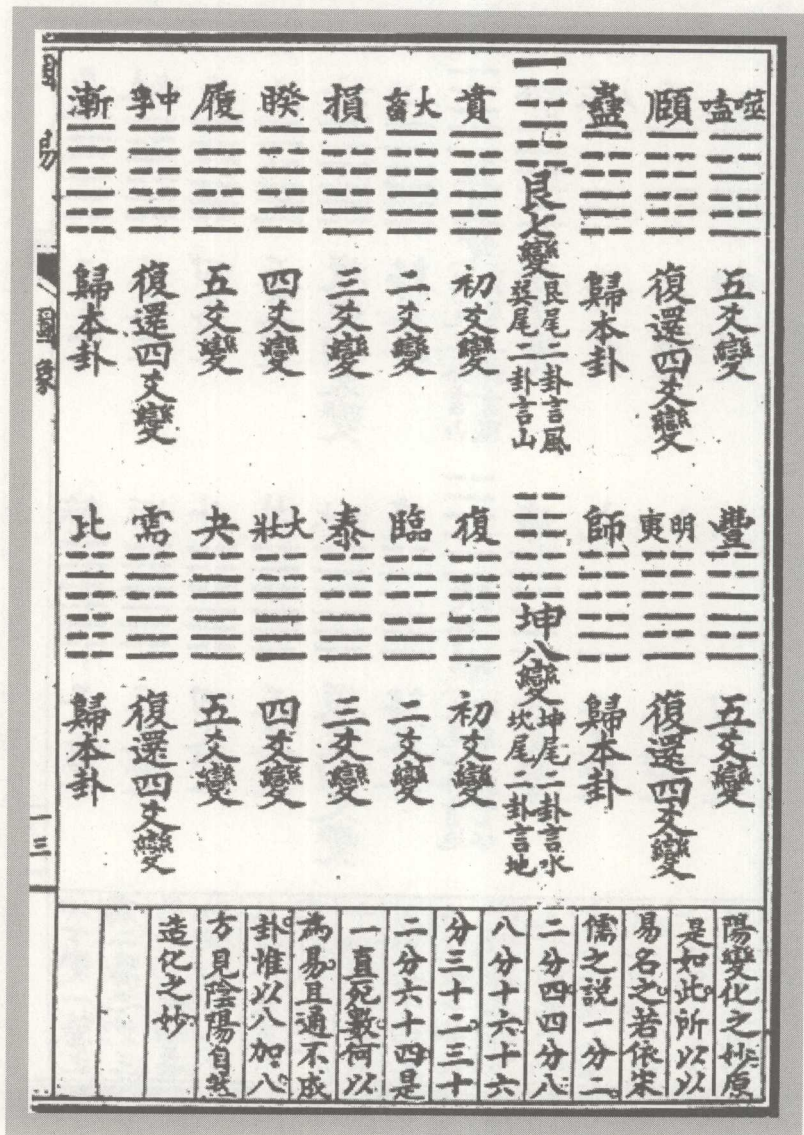 噬嗑 五爻變
頤 復還四爻變
蠱 歸本卦
艮七變
艮尾二卦言風
巽尾二卦言山
賁 初爻變
大畜 二爻變
損 三爻變
睽 四爻變
履 五爻變
中孚 復還四爻變
漸 歸本卦
豐 五爻變
明夷 復還四爻變
師 歸本卦
坤八變
坤尾二卦言水
坎尾二卦言地
復 初爻變
臨 二爻變
泰 三爻變
大壯 四爻變
夬 五爻變
需 復還四爻變
比 歸本卦
陽變化之妙原
是如此所以以
易名之若依宋
儒之說一分二
二分四四分八
八分十六十六
分三十二三十
二分六十四是
一直死數何以
為易且通不成
卦惟以八加八
方見陰陽自然
造化之妙
易
圖象
一三